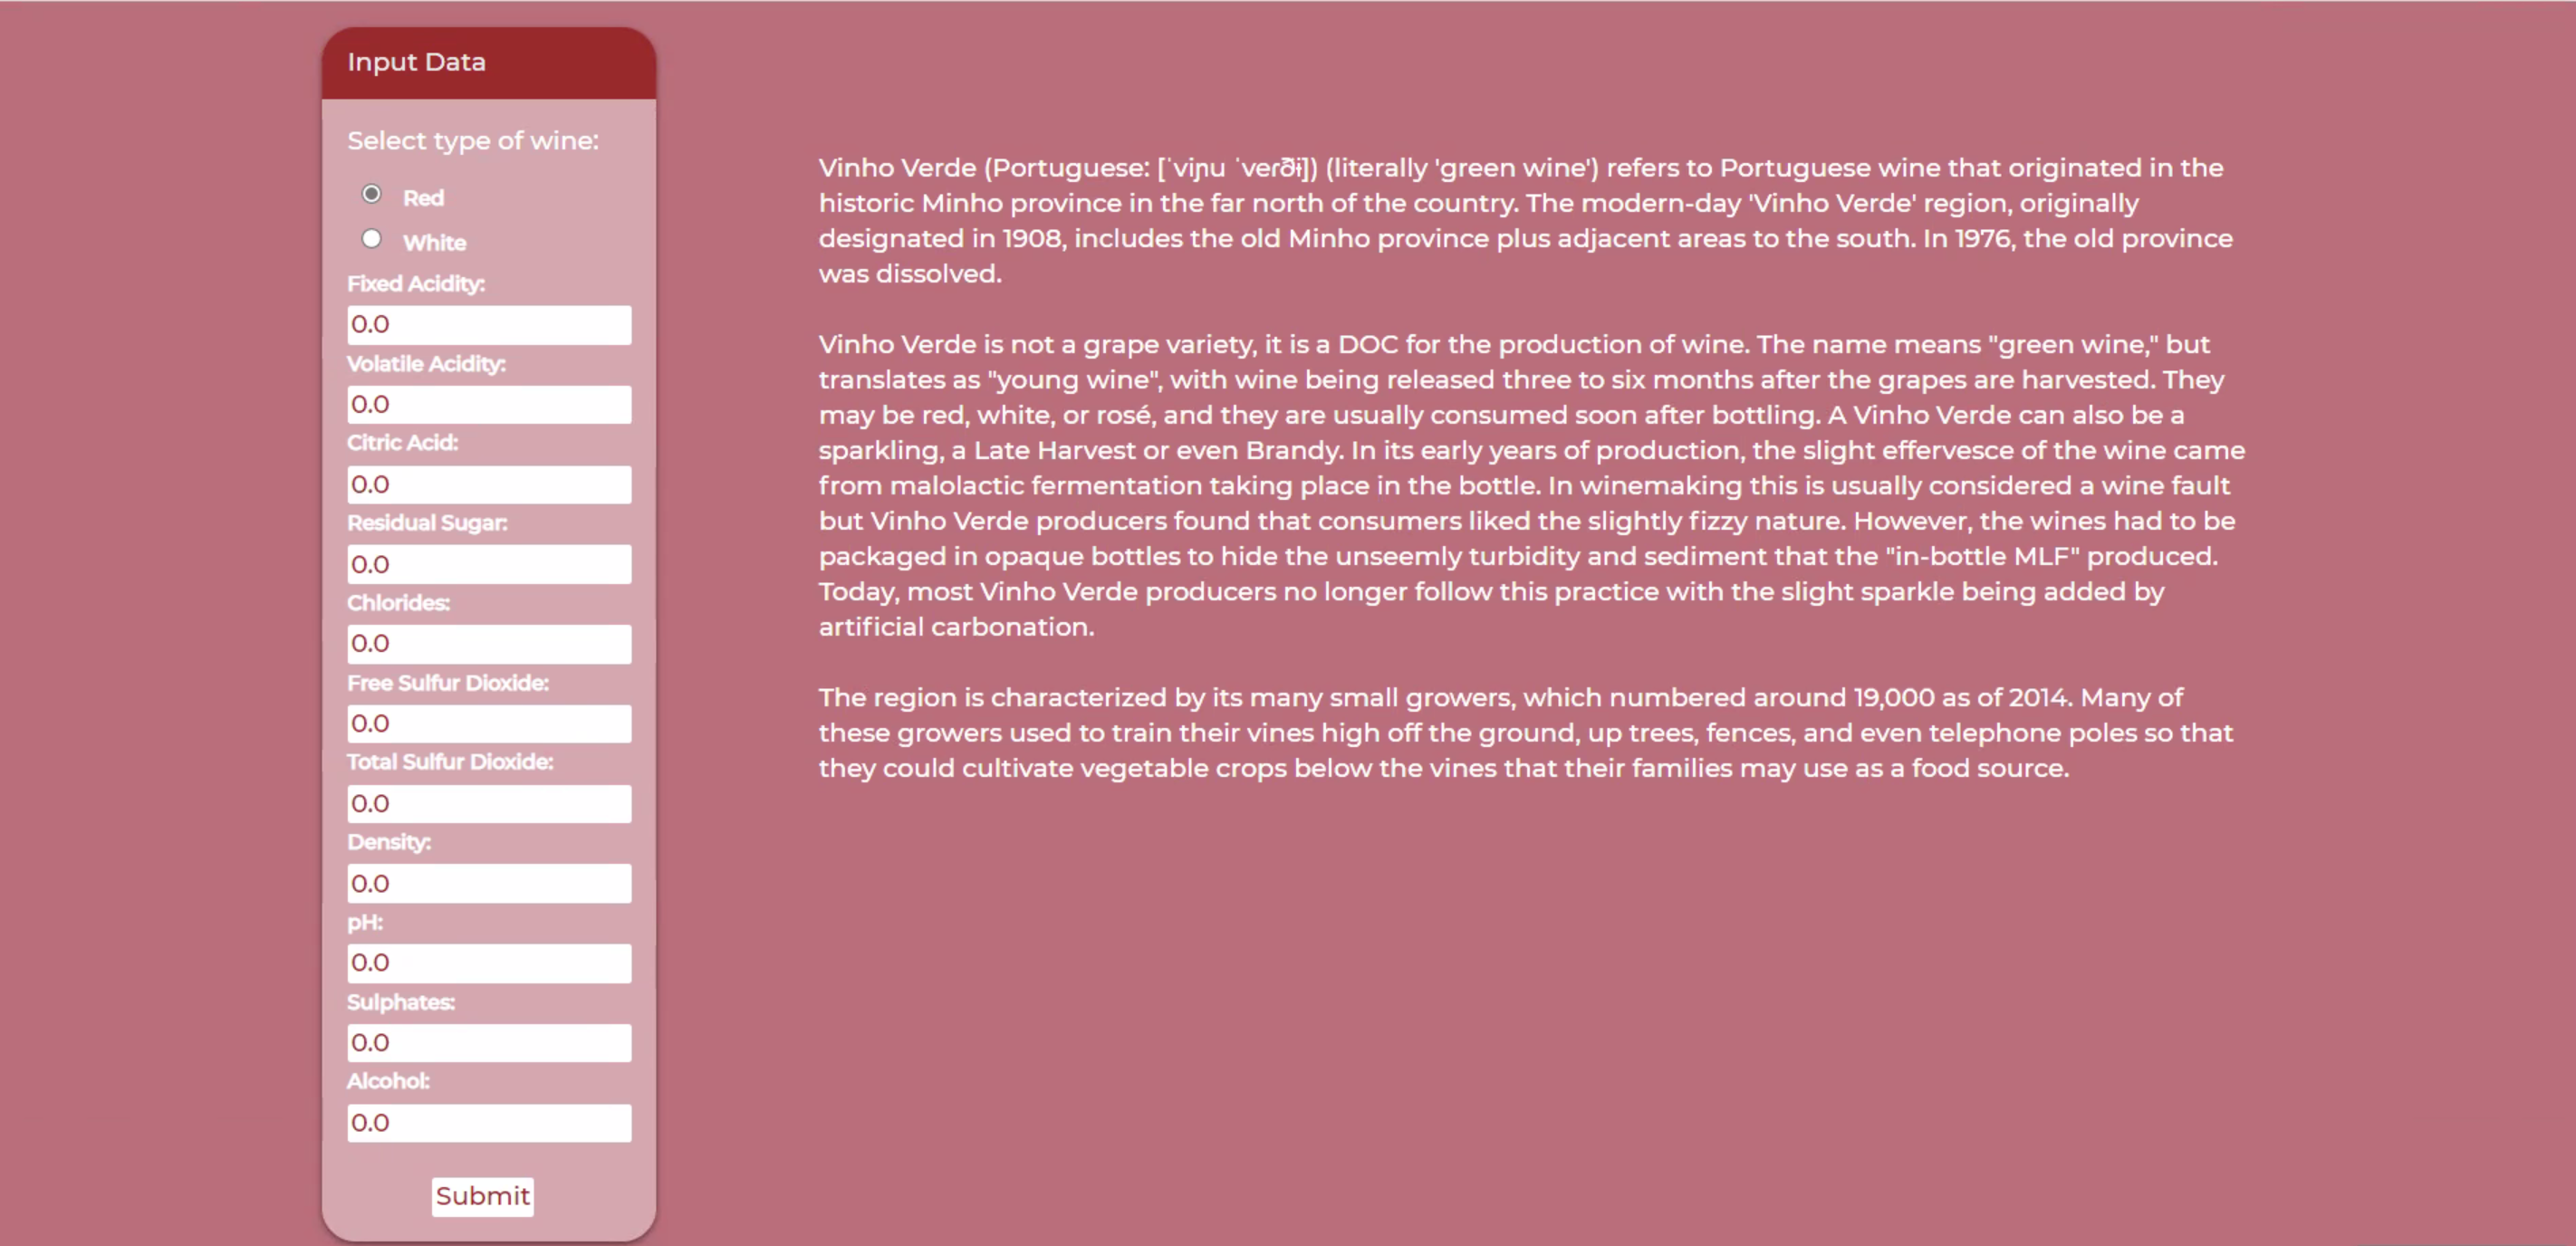 Input Data
Select type of wine:
Red
White
Fixed Acidity:
0.0
Volatile Acidity:
0.0
Citric Acid:
0.0
Residual Sugar:
0.0
Chlorides:
0.0
Free Sulfur Dioxide:
0.0
Total Sulfur Dioxide:
0.0
Density:
0.0
pH:
0.0
Sulphates:
0.0
Alcohol:
0.0
Submit
Vinho Verde (Portuguese: [ˈviɲu ˈveɾðɨ]) (literally 'green wine') refers to Portuguese wine that originated in the
historic Minho province in the far north of the country. The modern-day 'Vinho Verde' region, originally
designated in 1908, includes the old Minho province plus adjacent areas to the south. In 1976, the old province
was dissolved.
Vinho Verde is not a grape variety, it is a DOC for the production of wine. The name means "green wine," but
translates as "young wine", with wine being released three to six months after the grapes are harvested. They
may be red, white, or rosé, and they are usually consumed soon after bottling. A Vinho Verde can also be a
sparkling, a Late Harvest or even Brandy. In its early years of production, the slight effervesce of the wine came
from malolactic fermentation taking place in the bottle. In winemaking this is usually considered a wine fault
but Vinho Verde producers found that consumers liked the slightly fizzy nature. However, the wines had to be
packaged in opaque bottles to hide the unseemly turbidity and sediment that the "in-bottle MLF" produced.
Today, most Vinho Verde producers no longer follow this practice with the slight sparkle being added by
artificial carbonation.
The region is characterized by its many small growers, which numbered around 19,000 as of 2014. Many of
these growers used to train their vines high off the ground, up trees, fences, and even telephone poles so that
they could cultivate vegetable crops below the vines that their families may use as a food source.